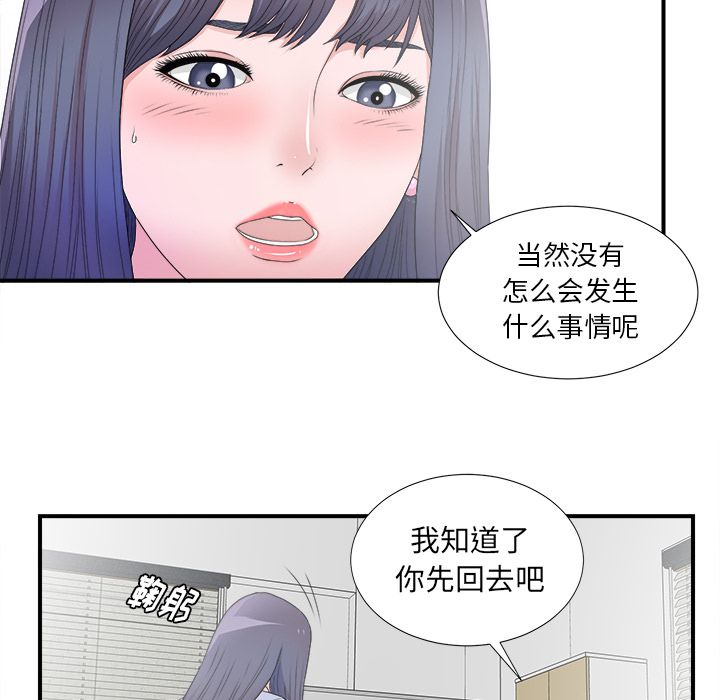 当然没有
怎么会发生
什么事情呢
我知道了
你先回去吧
鞠躬